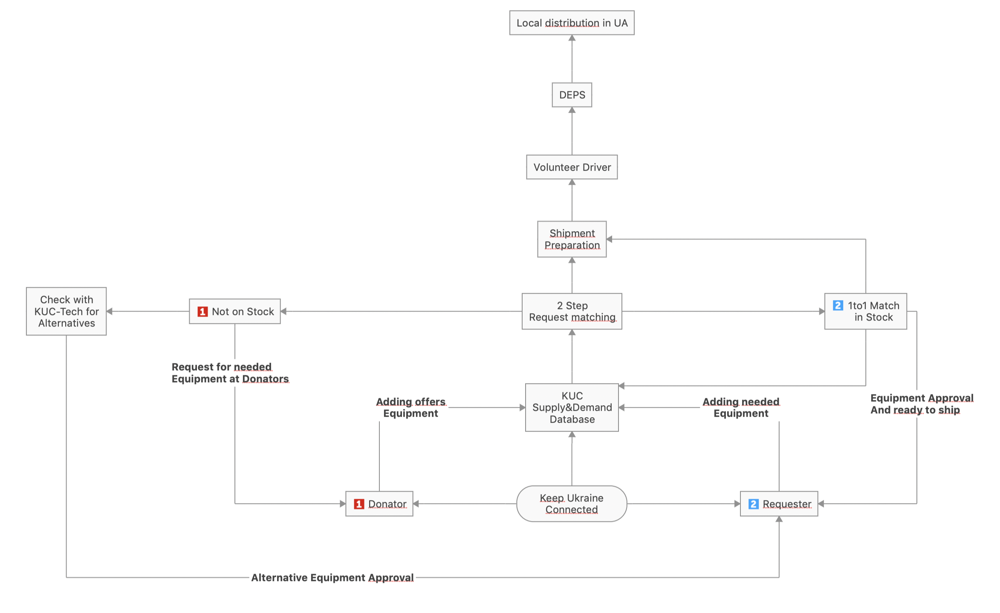 Local distribution in UA
DEPS
Volunteer Driver
Shipment
Preparation
Check with
KUC-Tech for
Alternatives
1 Not on Stock
2 Step
Request matching
2 1to1 Match
in Stock
Request for needed
Equipment at Donators
Adding offers
Equipment
KUC
Supply&Demand
Database
Adding needed
Equipment
Equipment Approval
And ready to ship
1 Donator
Keep Ukraine
Connected
2 Requester
Alternative Equipment Approval